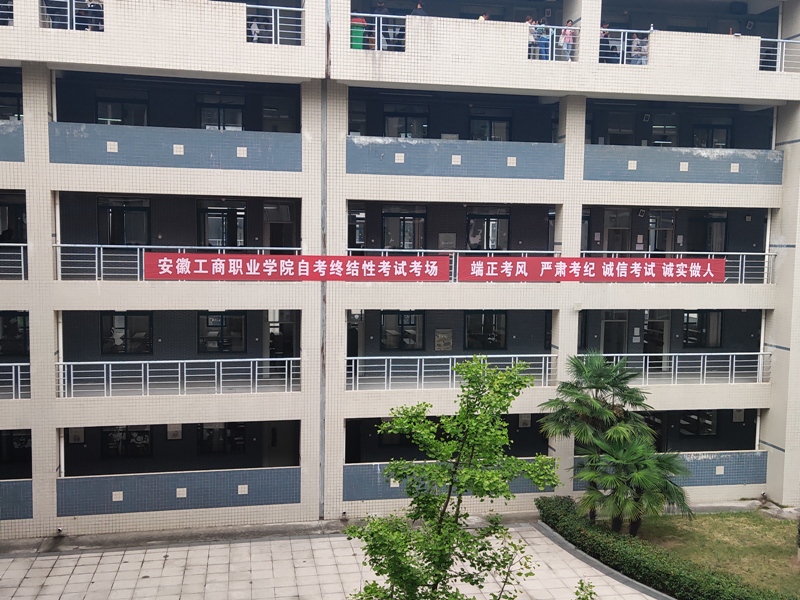 安徽工商职业学院自考终结性考试考场
端正考风 严肃考纪 诚信考试 诚实做人